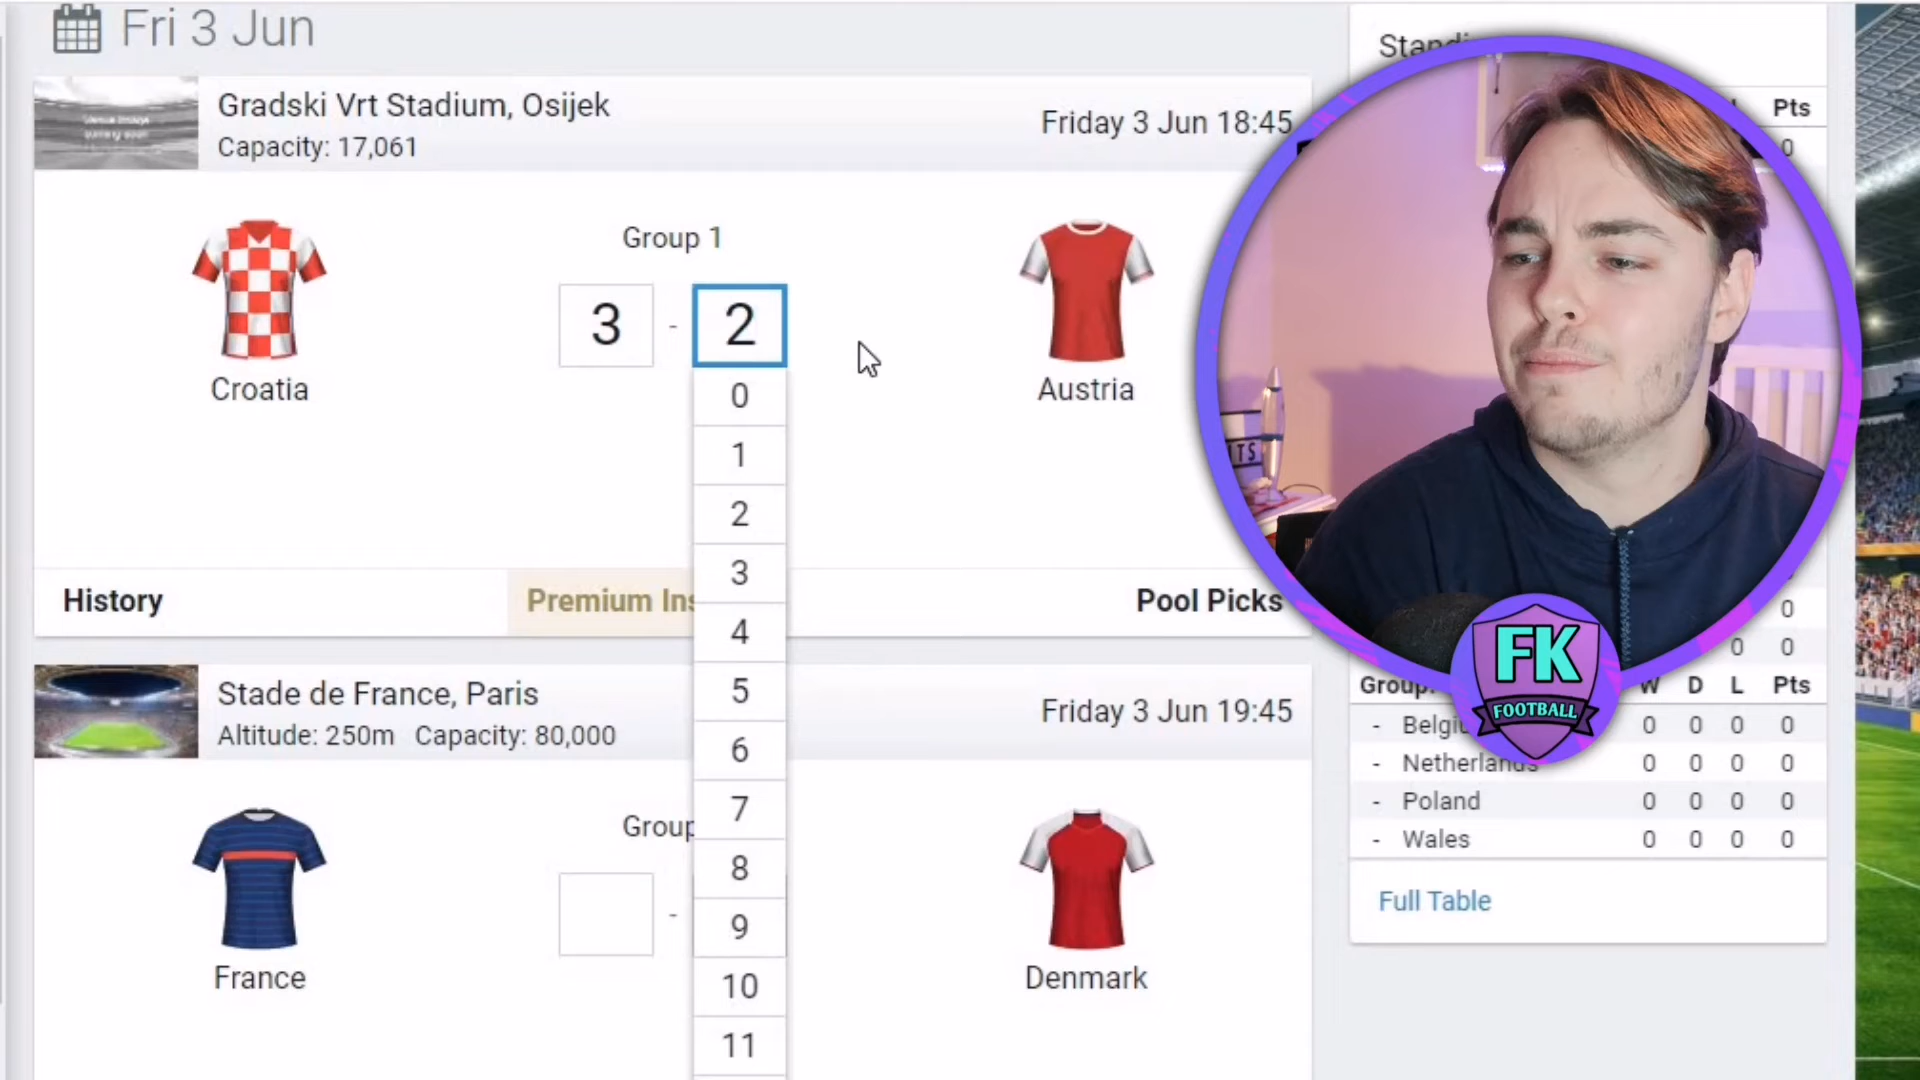 Fri 3 Jun
Gradski Vrt Stadium, Osijek
Capacity: 17,061
Friday 3 Jun 18:45
Group 1
3 - 2
Croatia
Austria
0
1
2
3
4
5
6
7
8
9
10
11
History
Pool Picks
Premium
Stade de France, Paris
Altitude: 250m Capacity: 80,000
Friday 3 Jun 19:45
Group
-
France
Denmark
Pts
0
0
0 0
W D L Pts
- 0 0 0 0
- Netherlands 0 0 0 0
- Poland 0 0 0 0
- Wales 0 0 0 0
Full Table
FK
FOOTBALL